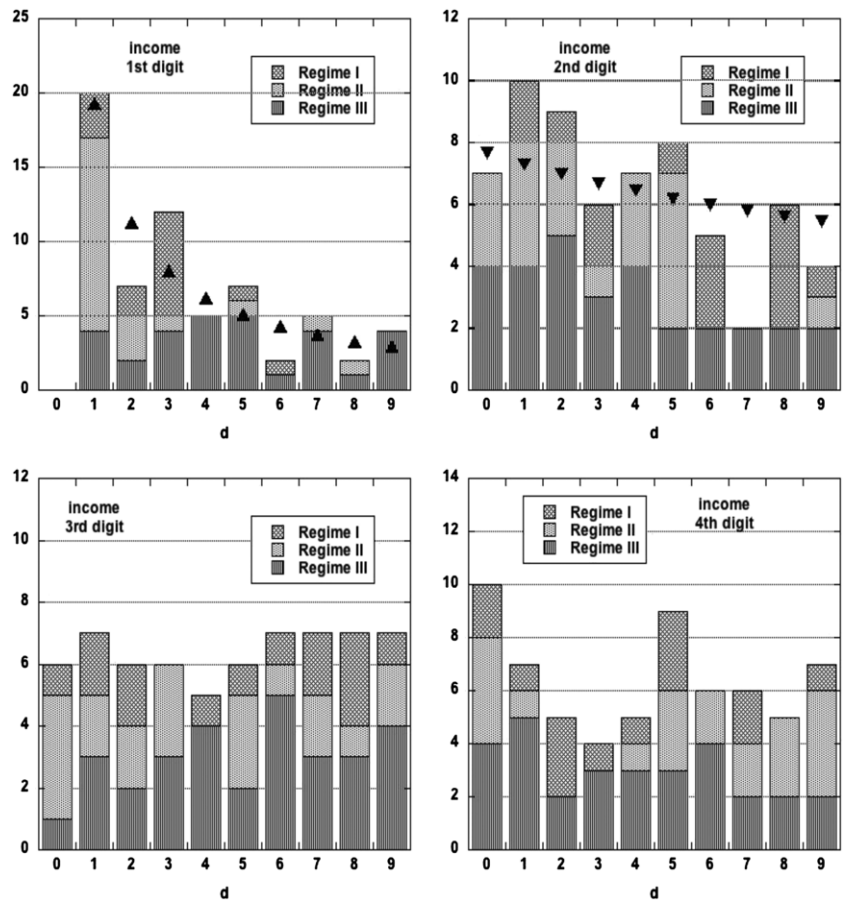 income
1st digit
Regime I
Regime II
Regime III
25
20
15
10
5
0
0 1 2 3 4 5 6 7 8 9
d
income
2nd digit
Regime I
Regime II
Regime III
12
10
8
6
4
2
0
0 1 2 3 4 5 6 7 8 9
d
income
3rd digit
Regime I
Regime II
Regime III
12
10
8
6
4
2
0
0 1 2 3 4 5 6 7 8 9
d
income
4th digit
Regime I
Regime II
Regime III
14
12
10
8
6
4
2
0
0 1 2 3 4 5 6 7 8 9
d